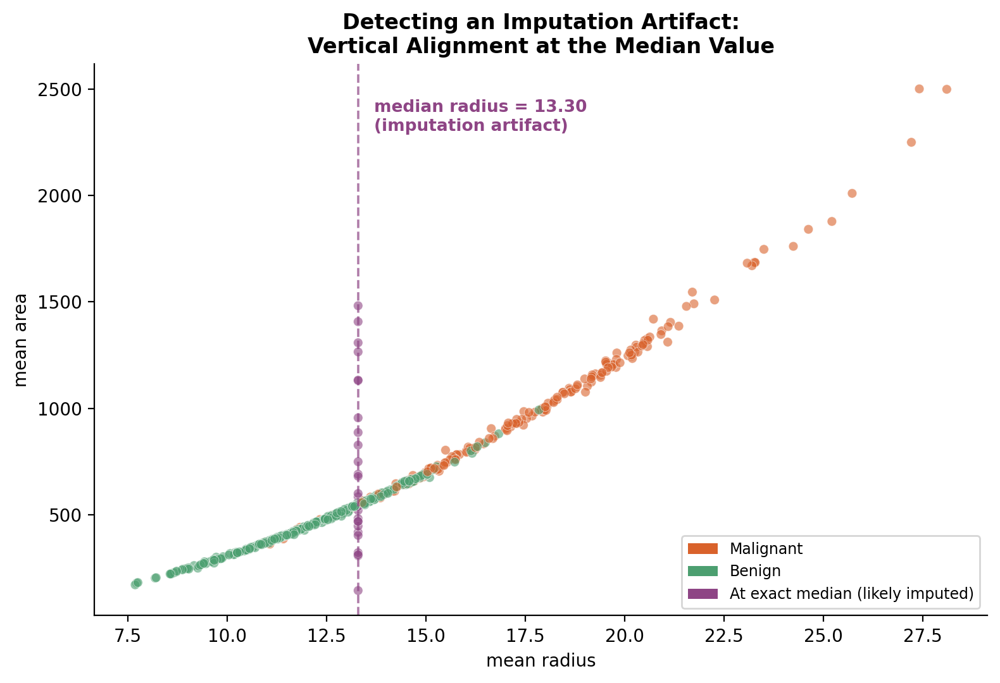 Detecting an Imputation Artifact:
Vertical Alignment at the Median Value
median radius = 13.30
(imputation artifact)
mean area
2500
2000
1500
1000
500
7.5
10.0
12.5
15.0
17.5
20.0
22.5
25.0
27.5
mean radius
Malignant
Benign
At exact median (likely imputed)